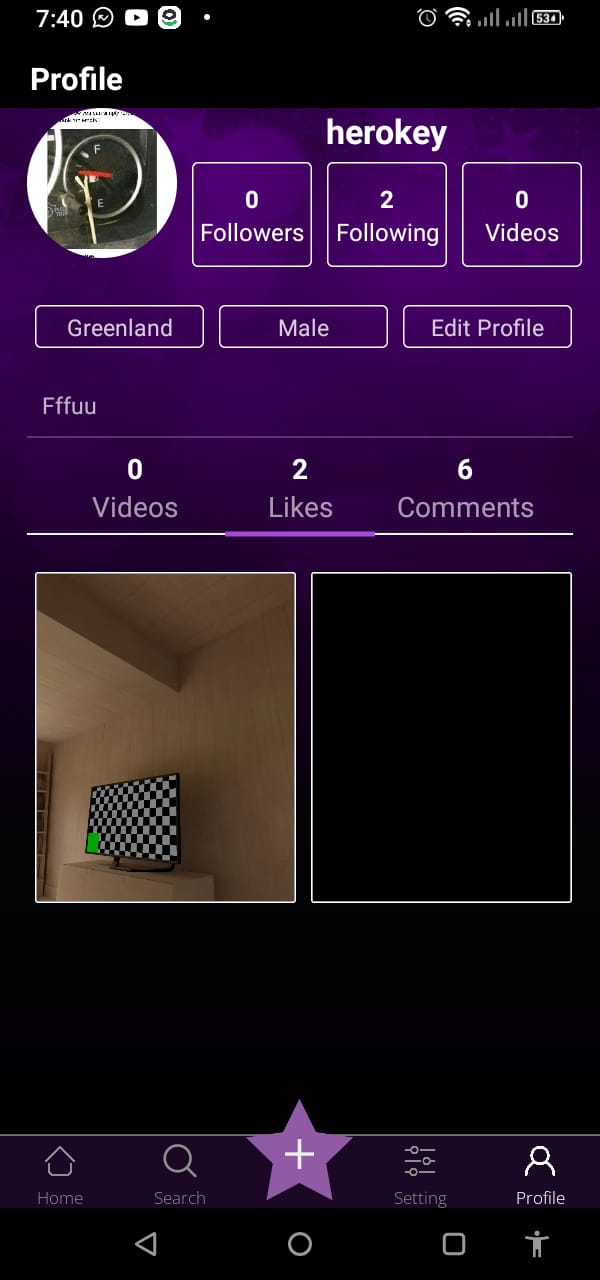 7:40
534
Profile
F
E
herokey
0
Followers
2
Following
0
Videos
Greenland
Male
Edit Profile
Fffuu
0
Videos
2
Likes
6
Comments
Home
Search
Setting
Profile